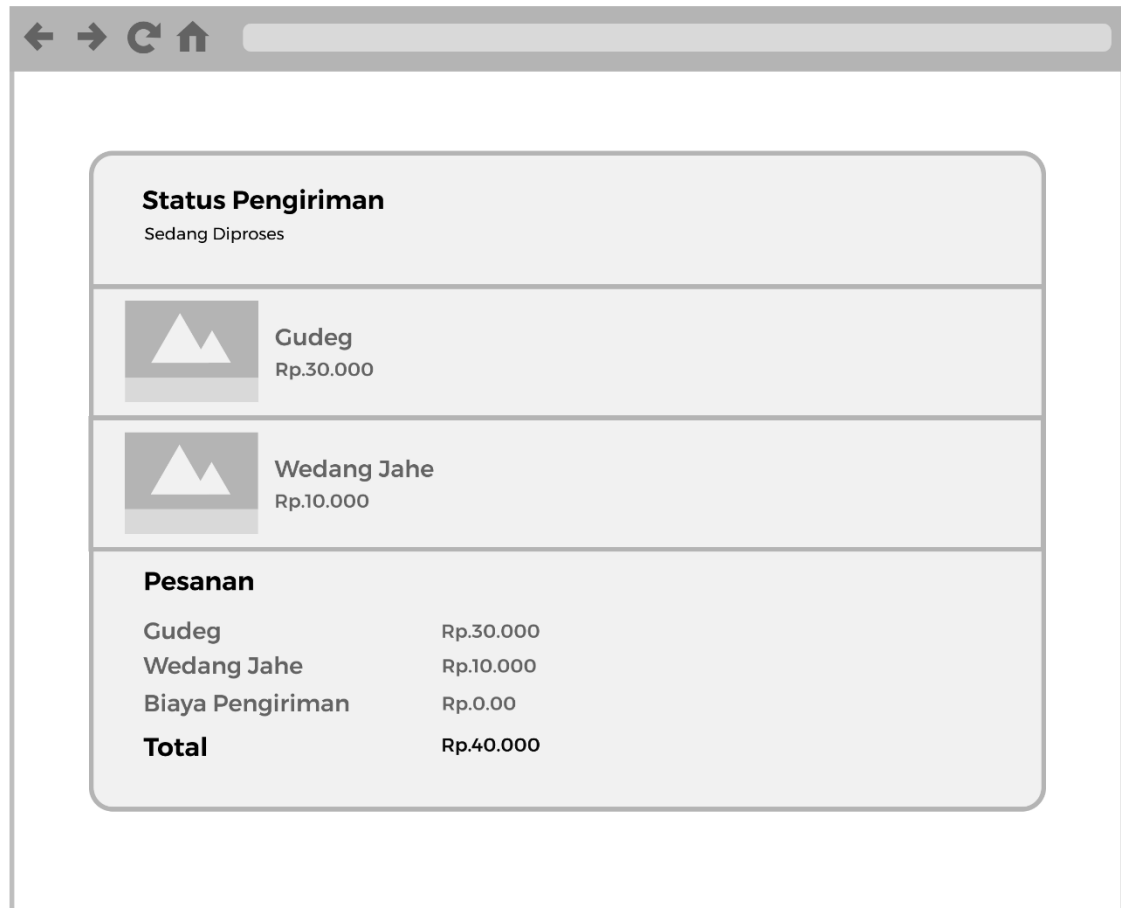 Status Pengiriman
Sedang Diproses
Gudeg
Rp.30.000
Wedang Jahe
Rp.10.000
Pesanan
Gudeg Rp.30.000
Wedang Jahe Rp.10.000
Biaya Pengiriman Rp.0.00
Total Rp.40.000